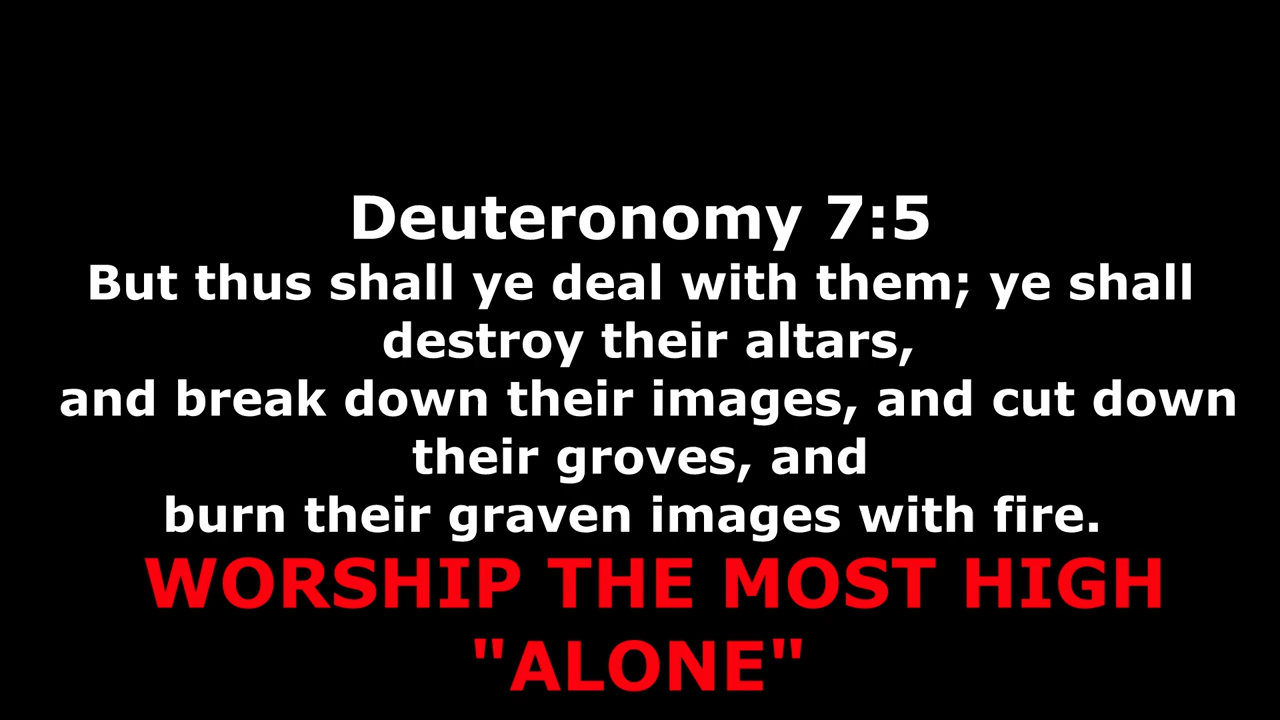 Deuteronomy 7:5
But thus shall ye deal with them; ye shall
destroy their altars,
and break down their images, and cut down
their groves, and
burn their graven images with fire.
WORSHIP THE MOST HIGH
"ALONE"